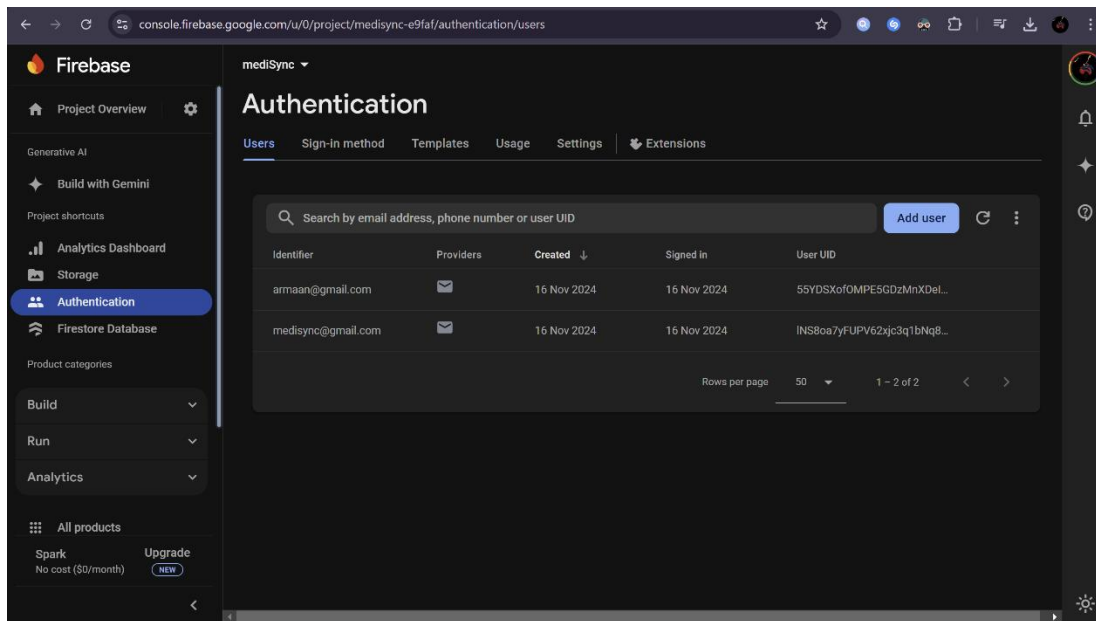 console.firebase.google.com/u/0/project/medisync-e9faf/authentication/users
Firebase
Project Overview
Generative AI
Build with Gemini
Project shortcuts
Analytics Dashboard
Storage
Authentication
Firestore Database
Product categories
Build
Run
Analytics
All products
Spark
No cost ($0/month)
Upgrade
NEW
mediSync
Authentication
Users Sign-in method Templates Usage Settings Extensions
Search by email address, phone number or user UID
Add user
Identifier Providers Created Signed in User UID
armaan@gmail.com 16 Nov 2024 16 Nov 2024 55YDSXofOMPE5GDzMnXDeI...
medisync@gmail.com 16 Nov 2024 16 Nov 2024 lNS8oa7yFUPV62xjc3q1bNq8...
Rows per page 50 1 – 2 of 2